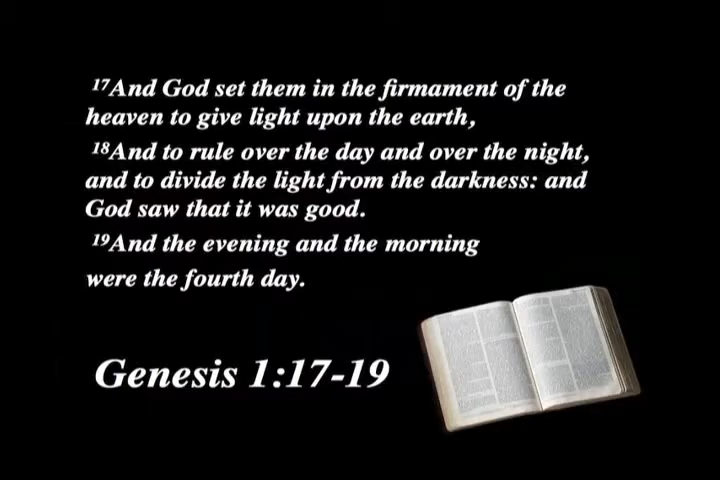 17And God set them in the firmament of the
heaven to give light upon the earth,
18And to rule over the day and over the night,
and to divide the light from the darkness: and
God saw that it was good.
19And the evening and the morning
were the fourth day.
Genesis 1:17-19